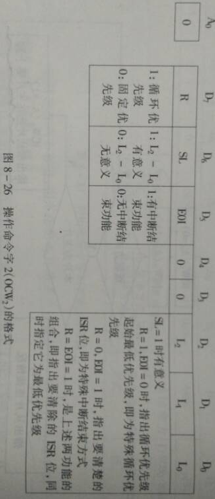 A₀ D₇ D₆ D₅ D₄ D₃ D₂ D₁ D₀
0 R SL EOI 0 0 L₂ L₁ L₀
1:循环优
先级
0:固定优
先级
1:L₂-L₀
有意义
0:L₂-L₀
无意义
1:有中断结
束功能
0:无中断结
束功能
SL=1时有意义
R=1,EOI=0时,指出循环优先级
起始最低优先级,即为特殊循环优
先级
R=0,EOI=1时,指出要清楚的
ISR位,即为特殊中断结束方式
R=EOI=1时,是上述两功能的
组合,即指出要清除的ISR位,同
时指定它为最低优先级
图8-26 操作命令字2(OCW₂)的格式